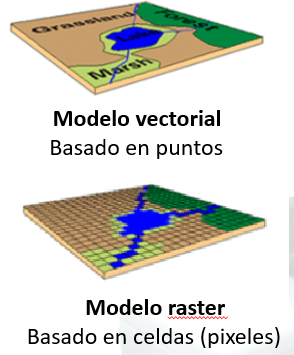 Grassland
Forest
Lake
Marsh
Modelo vectorial
Basado en puntos
Modelo raster
Basado en celdas (pixeles)